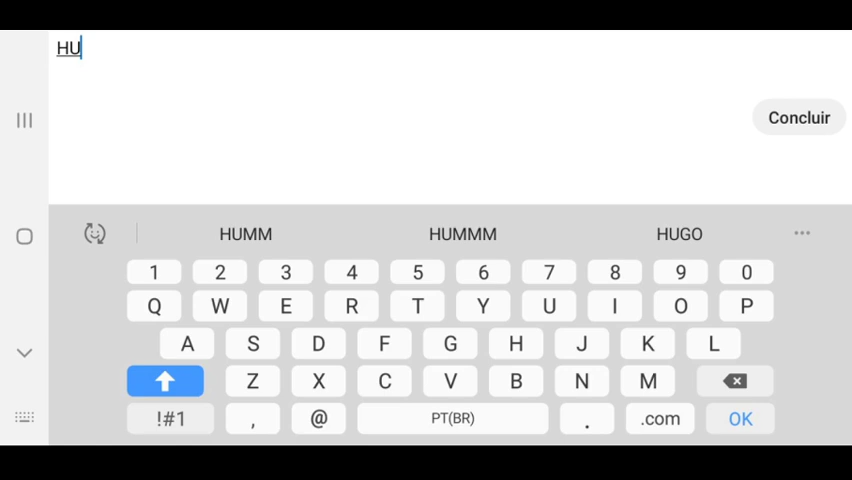 HU
Concluir
HUMM HUMMM HUGO
1 2 3 4 5 6 7 8 9 0
Q W E R T Y U I O P
A S D F G H J K L
Z X C V B N M
!#1 , @ PT(BR) . .com OK